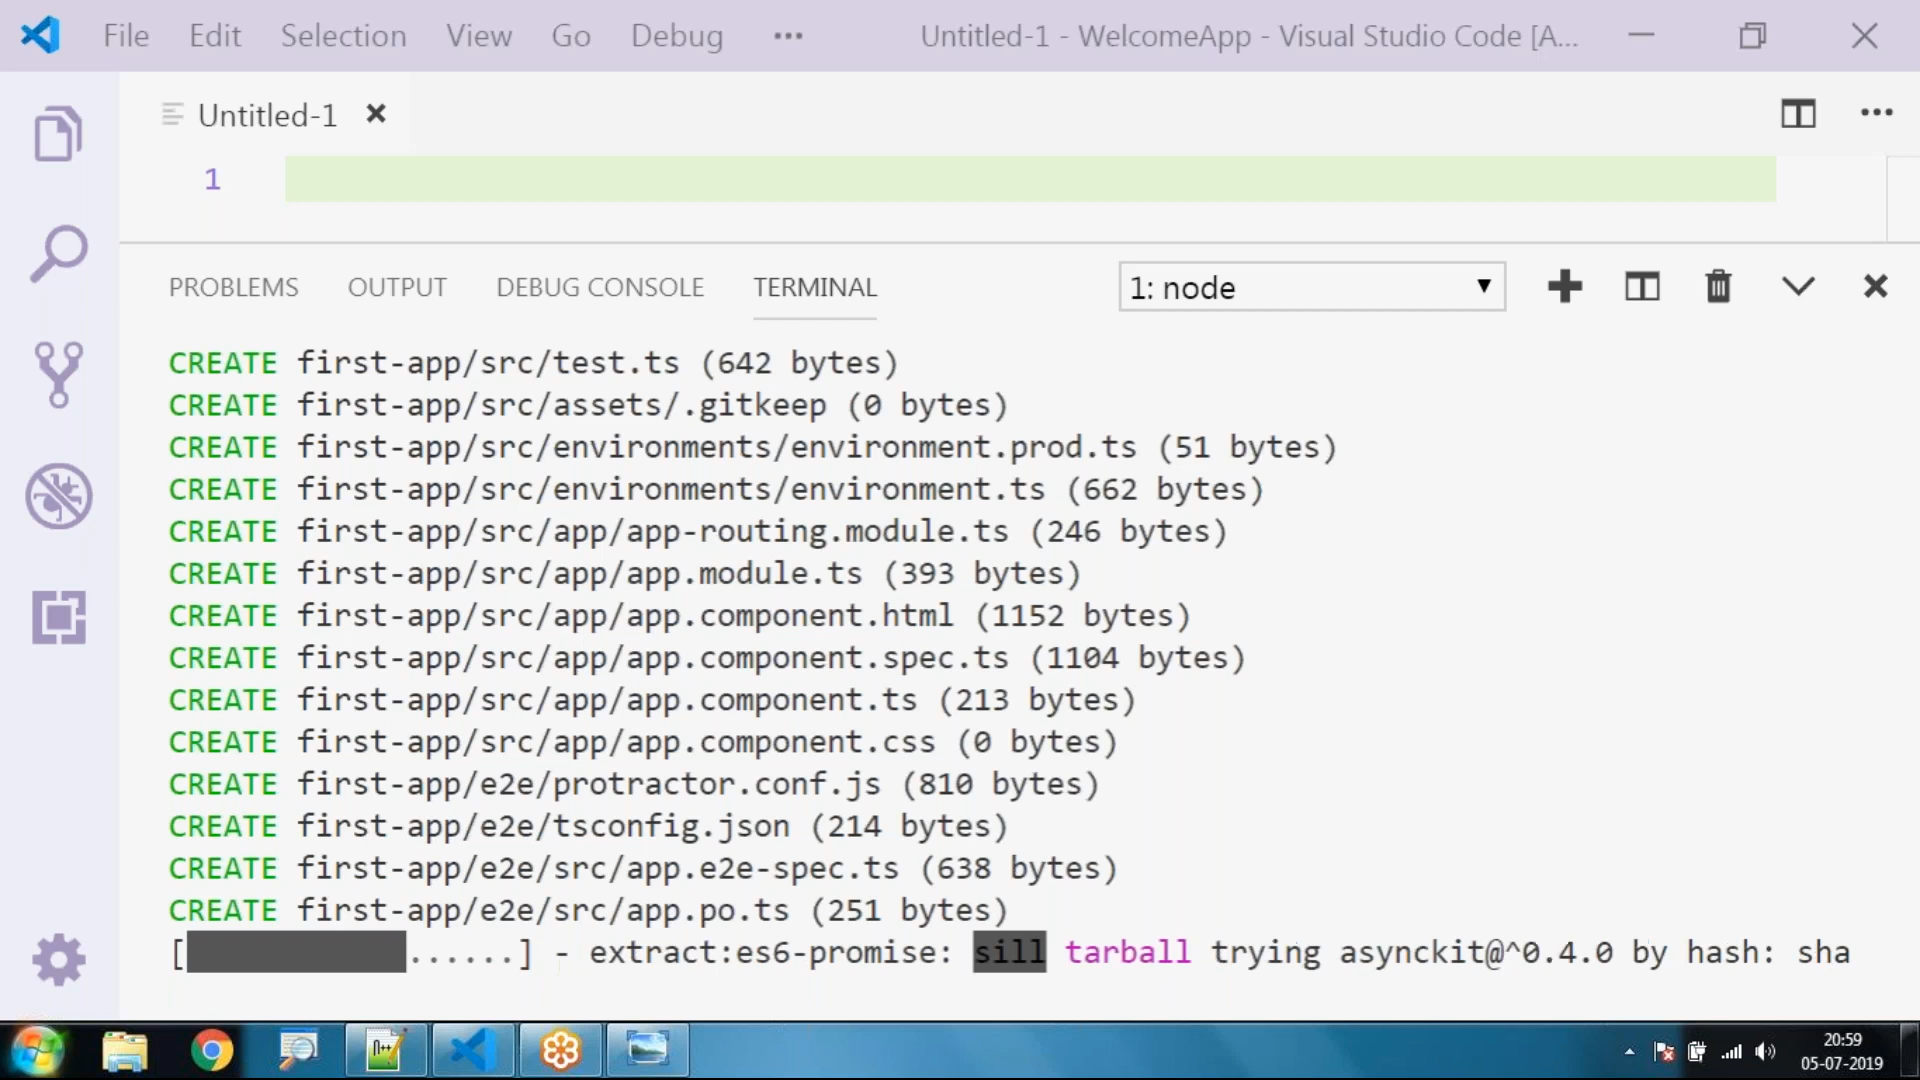 File Edit Selection View Go Debug ••• Untitled-1 - WelcomeApp - Visual Studio Code [A...
Untitled-1
1
PROBLEMS OUTPUT DEBUG CONSOLE TERMINAL 1: node
CREATE first-app/src/test.ts (642 bytes)
CREATE first-app/src/assets/.gitkeep (0 bytes)
CREATE first-app/src/environments/environment.prod.ts (51 bytes)
CREATE first-app/src/environments/environment.ts (662 bytes)
CREATE first-app/src/app/app-routing.module.ts (246 bytes)
CREATE first-app/src/app/app.module.ts (393 bytes)
CREATE first-app/src/app/app.component.html (1152 bytes)
CREATE first-app/src/app/app.component.spec.ts (1104 bytes)
CREATE first-app/src/app/app.component.ts (213 bytes)
CREATE first-app/src/app/app.component.css (0 bytes)
CREATE first-app/e2e/protractor.conf.js (810 bytes)
CREATE first-app/e2e/tsconfig.json (214 bytes)
CREATE first-app/e2e/src/app.e2e-spec.ts (638 bytes)
CREATE first-app/e2e/src/app.po.ts (251 bytes)
[ ......] - extract:es6-promise: sill tarball trying asynckit@^0.4.0 by hash: sha
20:59
05-07-2019